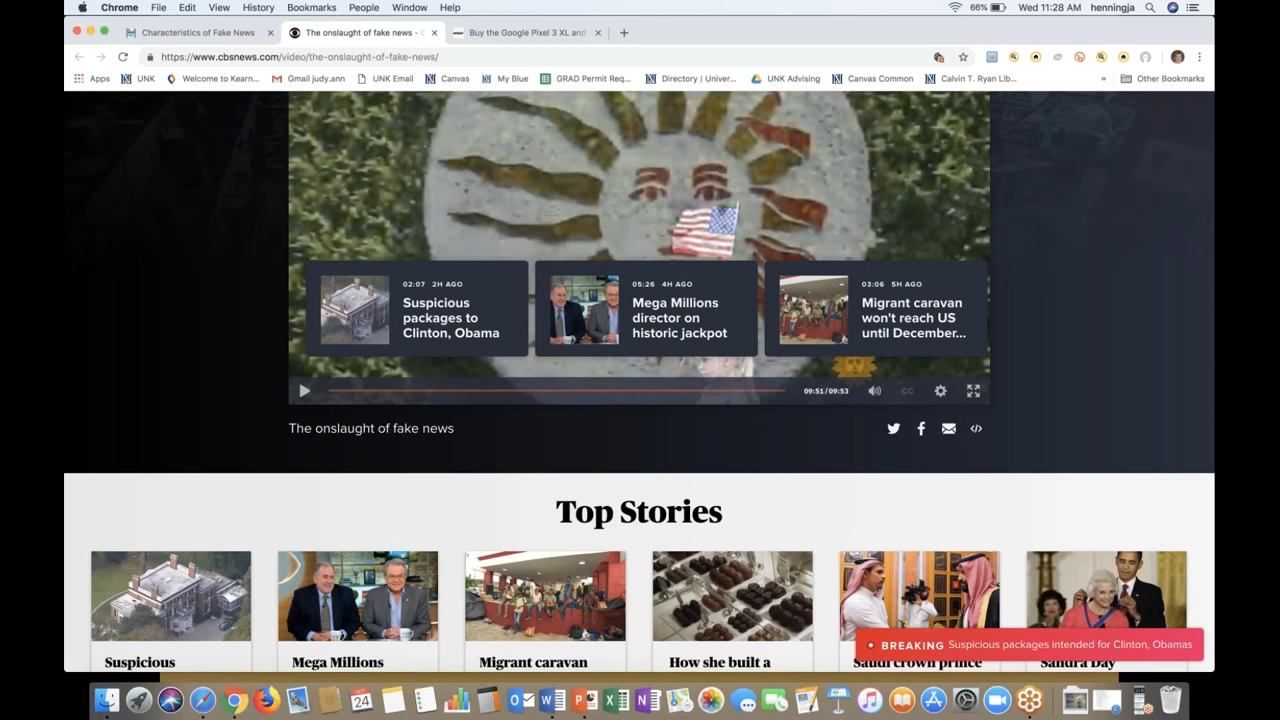 Chrome File Edit View History Bookmarks People Window Help 66% Wed 11:28 AM henningja
Characteristics of Fake News The onslaught of fake news - Buy the Google Pixel 3 XL and
https://www.cbsnews.com/video/the-onslaught-of-fake-news/
Apps UNK Welcome to Kearn... Gmail judy.ann UNK Email Canvas My Blue GRAD Permit Req... Directory | Univer... UNK Advising Canvas Common Calvin T. Ryan Lib... » Other Bookmarks
02:07 2H AGO
Suspicious
packages to
Clinton, Obama
05:26 4H AGO
Mega Millions
director on
historic jackpot
03:06 5H AGO
Migrant caravan
won't reach US
until December...
09:51/09:53 CC
The onslaught of fake news
Top Stories
BREAKING Suspicious packages intended for Clinton, Obamas
Suspicious
Mega Millions
Migrant caravan
How she built a
Saudi crown prince
Sandra Day
24